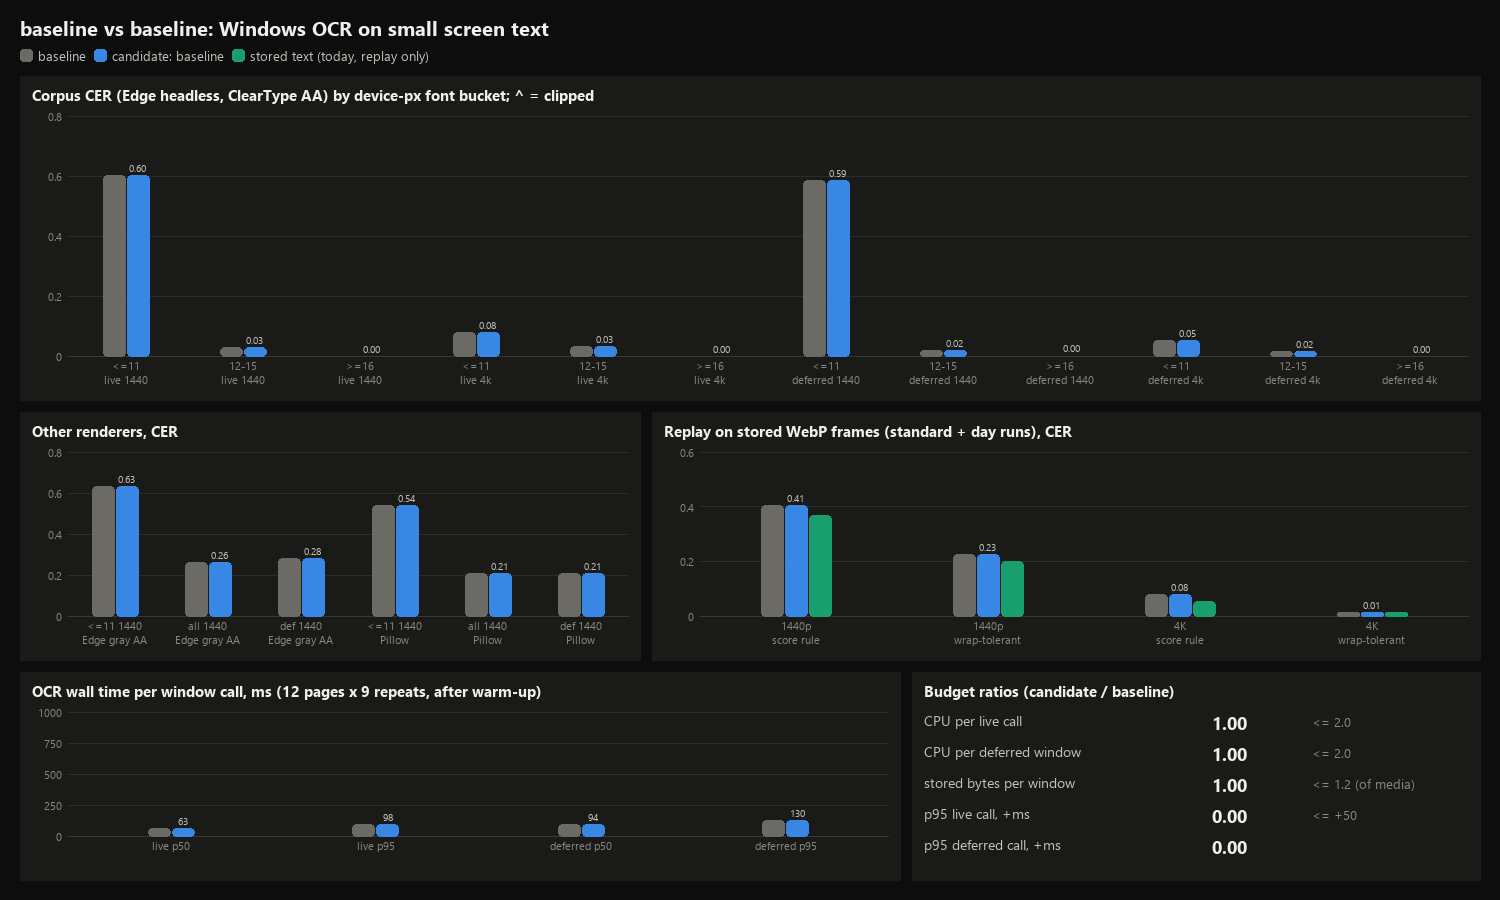 baseline vs baseline: Windows OCR on small screen text
baseline candidate: baseline stored text (today, replay only)
Corpus CER (Edge headless, ClearType AA) by device-px font bucket; ^ = clipped
0.8
0.6
0.4
0.2
0
0.60 0.03 0.00 0.08 0.03 0.00 0.59 0.02 0.00 0.05 0.02 0.00
<=11 12-15 >=16 <=11 12-15 >=16 <=11 12-15 >=16 <=11 12-15 >=16
live 1440 live 1440 live 1440 live 4k live 4k live 4k deferred 1440 deferred 1440 deferred 1440 deferred 4k deferred 4k deferred 4k
Other renderers, CER
0.8
0.6
0.4
0.2
0
0.63 0.26 0.28 0.54 0.21 0.21
<=11 1440 all 1440 def 1440 <=11 1440 all 1440 def 1440
Edge gray AA Edge gray AA Edge gray AA Pillow Pillow Pillow
Replay on stored WebP frames (standard + day runs), CER
0.6
0.4
0.2
0
0.41 0.23 0.08 0.01
1440p 1440p 4K 4K
score rule wrap-tolerant score rule wrap-tolerant
OCR wall time per window call, ms (12 pages x 9 repeats, after warm-up)
1000
750
500
250
0
63 98 94 130
live p50 live p95 deferred p50 deferred p95
Budget ratios (candidate / baseline)
CPU per live call 1.00 <= 2.0
CPU per deferred window 1.00 <= 2.0
stored bytes per window 1.00 <= 1.2 (of media)
p95 live call, +ms 0.00 <= +50
p95 deferred call, +ms 0.00